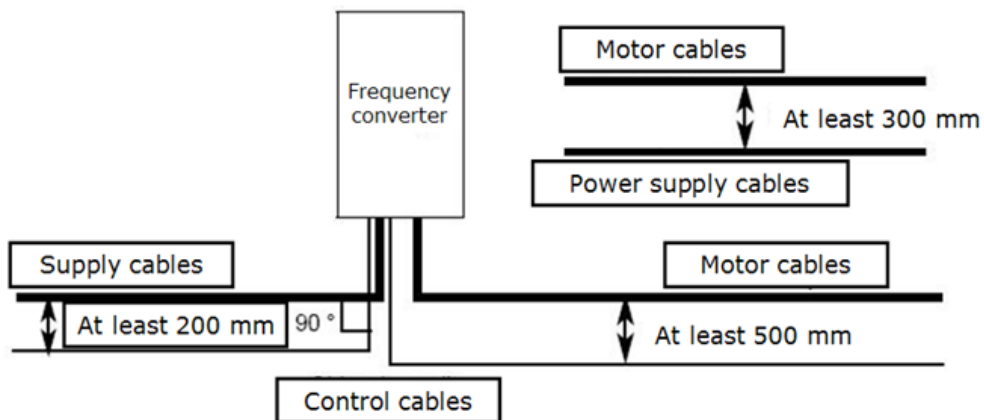 Motor cables
Frequency
converter
At least 300 mm
Power supply cables
Supply cables
Motor cables
At least 200 mm
90 °
At least 500 mm
Control cables